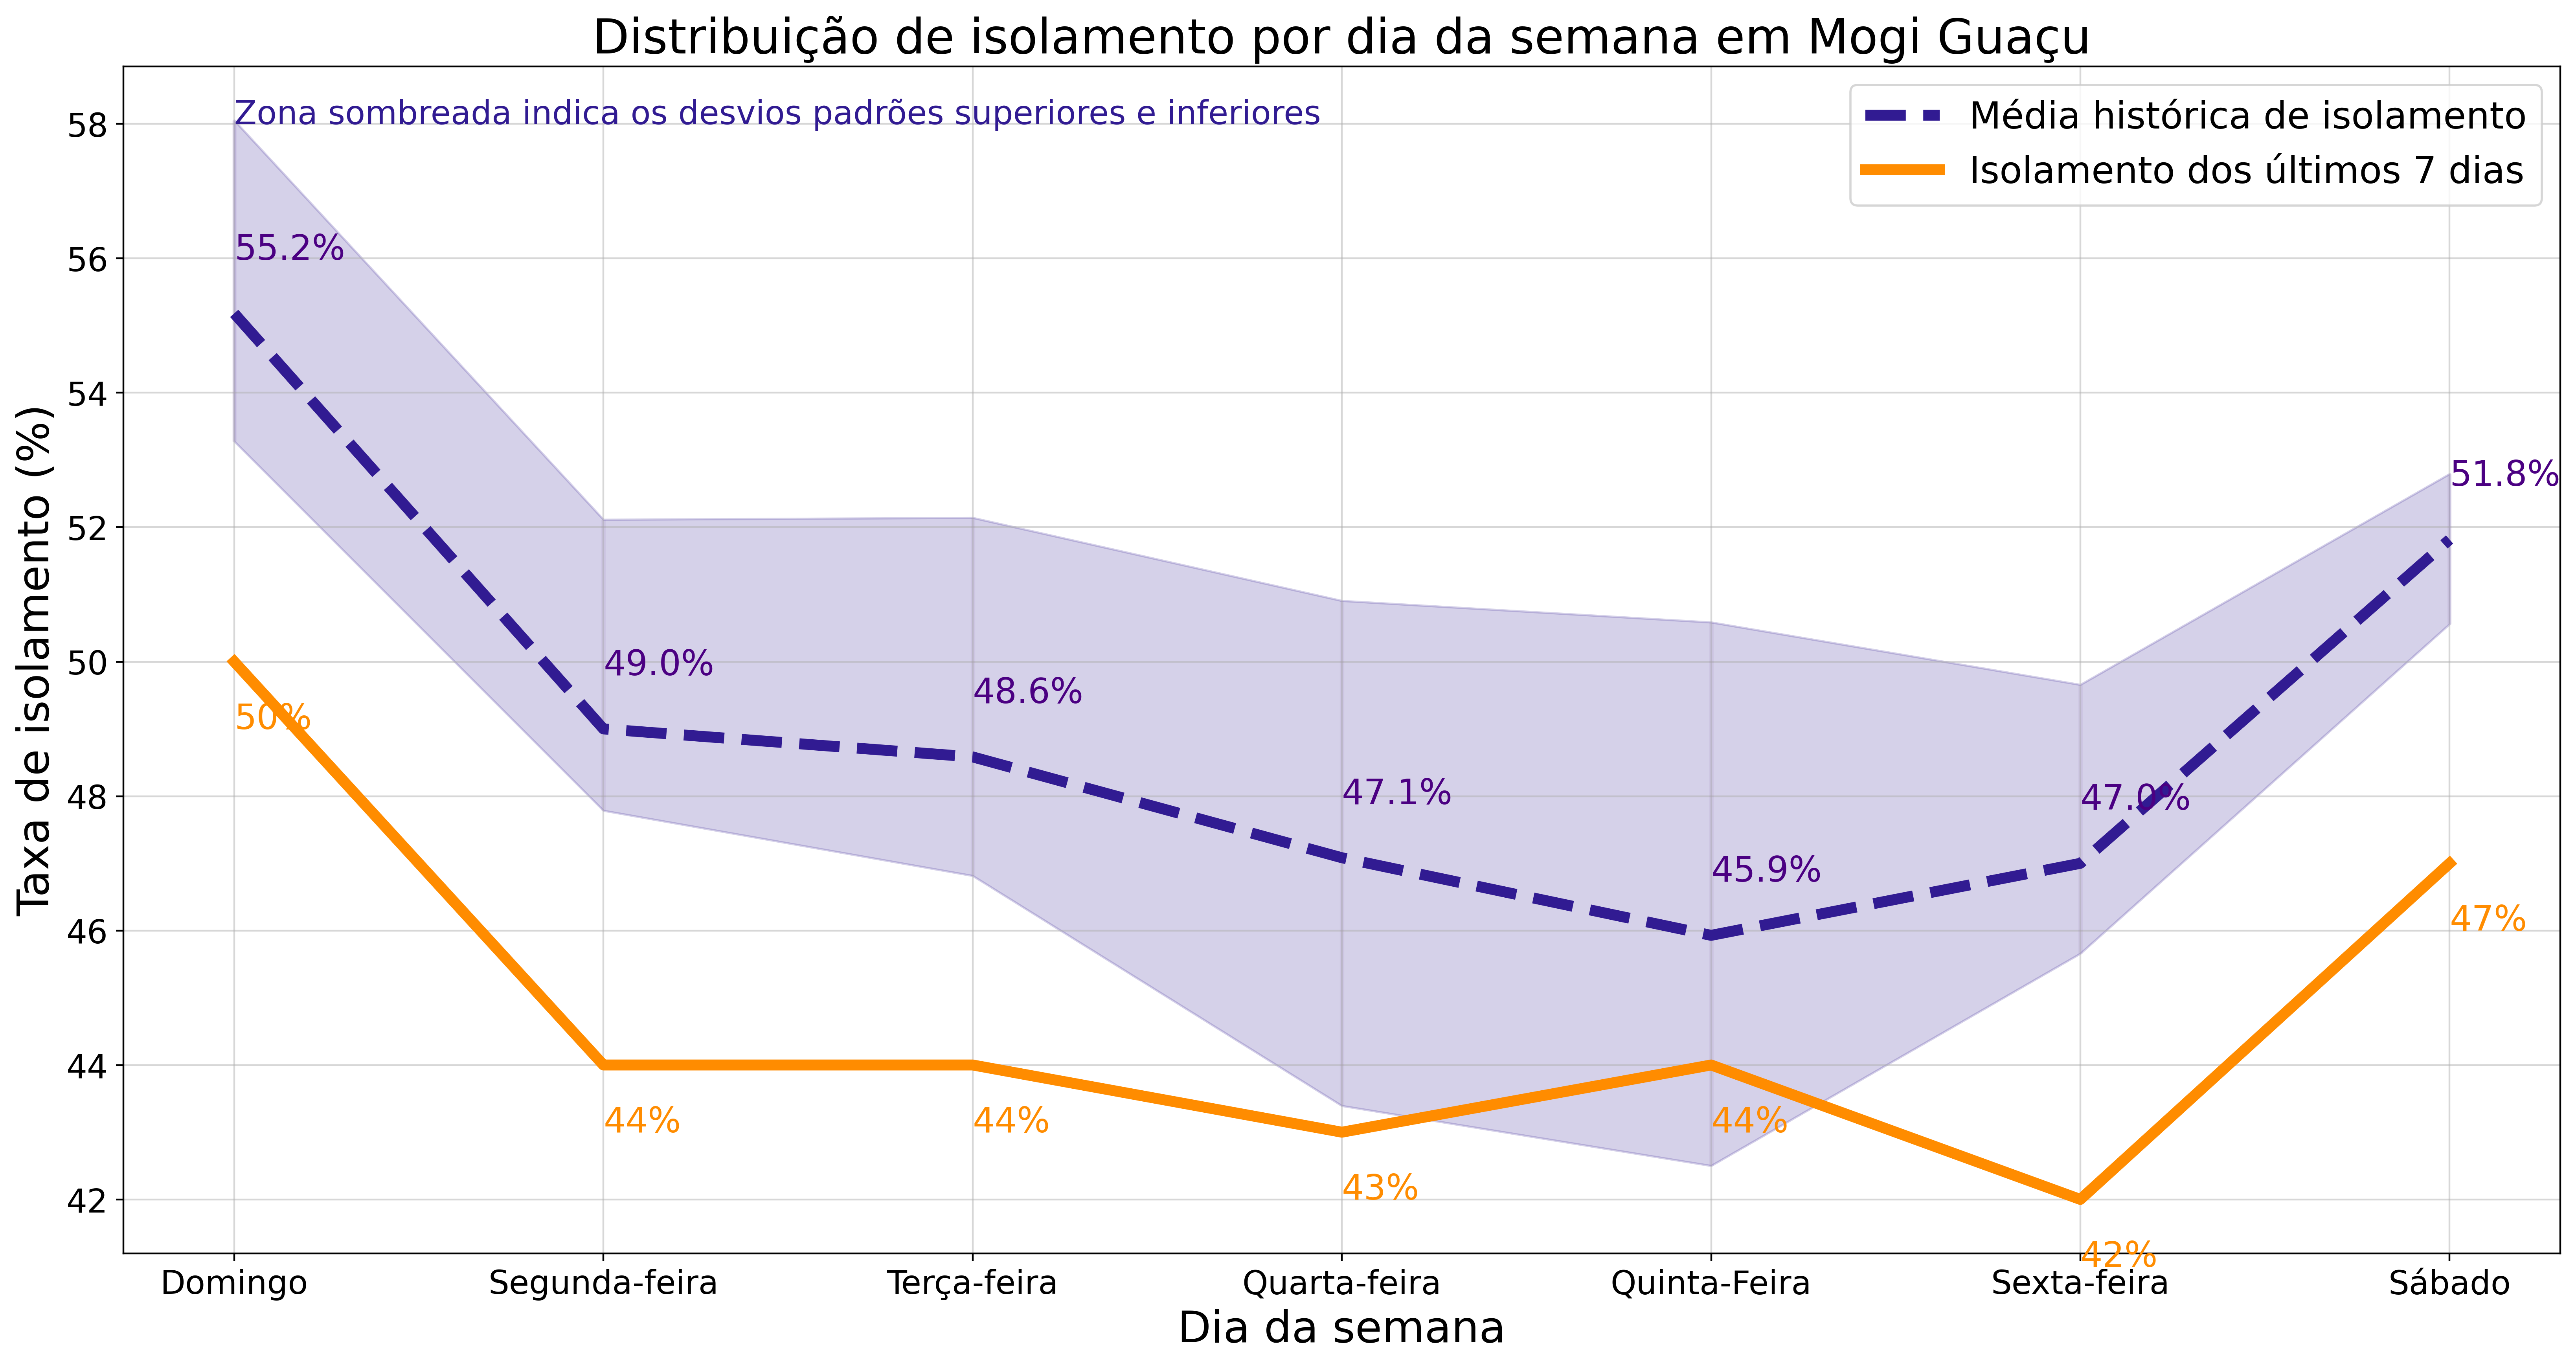 Distribuição de isolamento por dia da semana em Mogi Guaçu
Zona sombreada indica os desvios padrões superiores e inferiores
Média histórica de isolamento
Isolamento dos últimos 7 dias
Taxa de isolamento (%)
58
56
54
52
50
48
46
44
42
55.2%
49.0%
48.6%
47.1%
45.9%
47.0%
51.8%
50%
44%
44%
43%
44%
42%
47%
Domingo
Segunda-feira
Terça-feira
Quarta-feira
Quinta-Feira
Sexta-feira
Sábado
Dia da semana